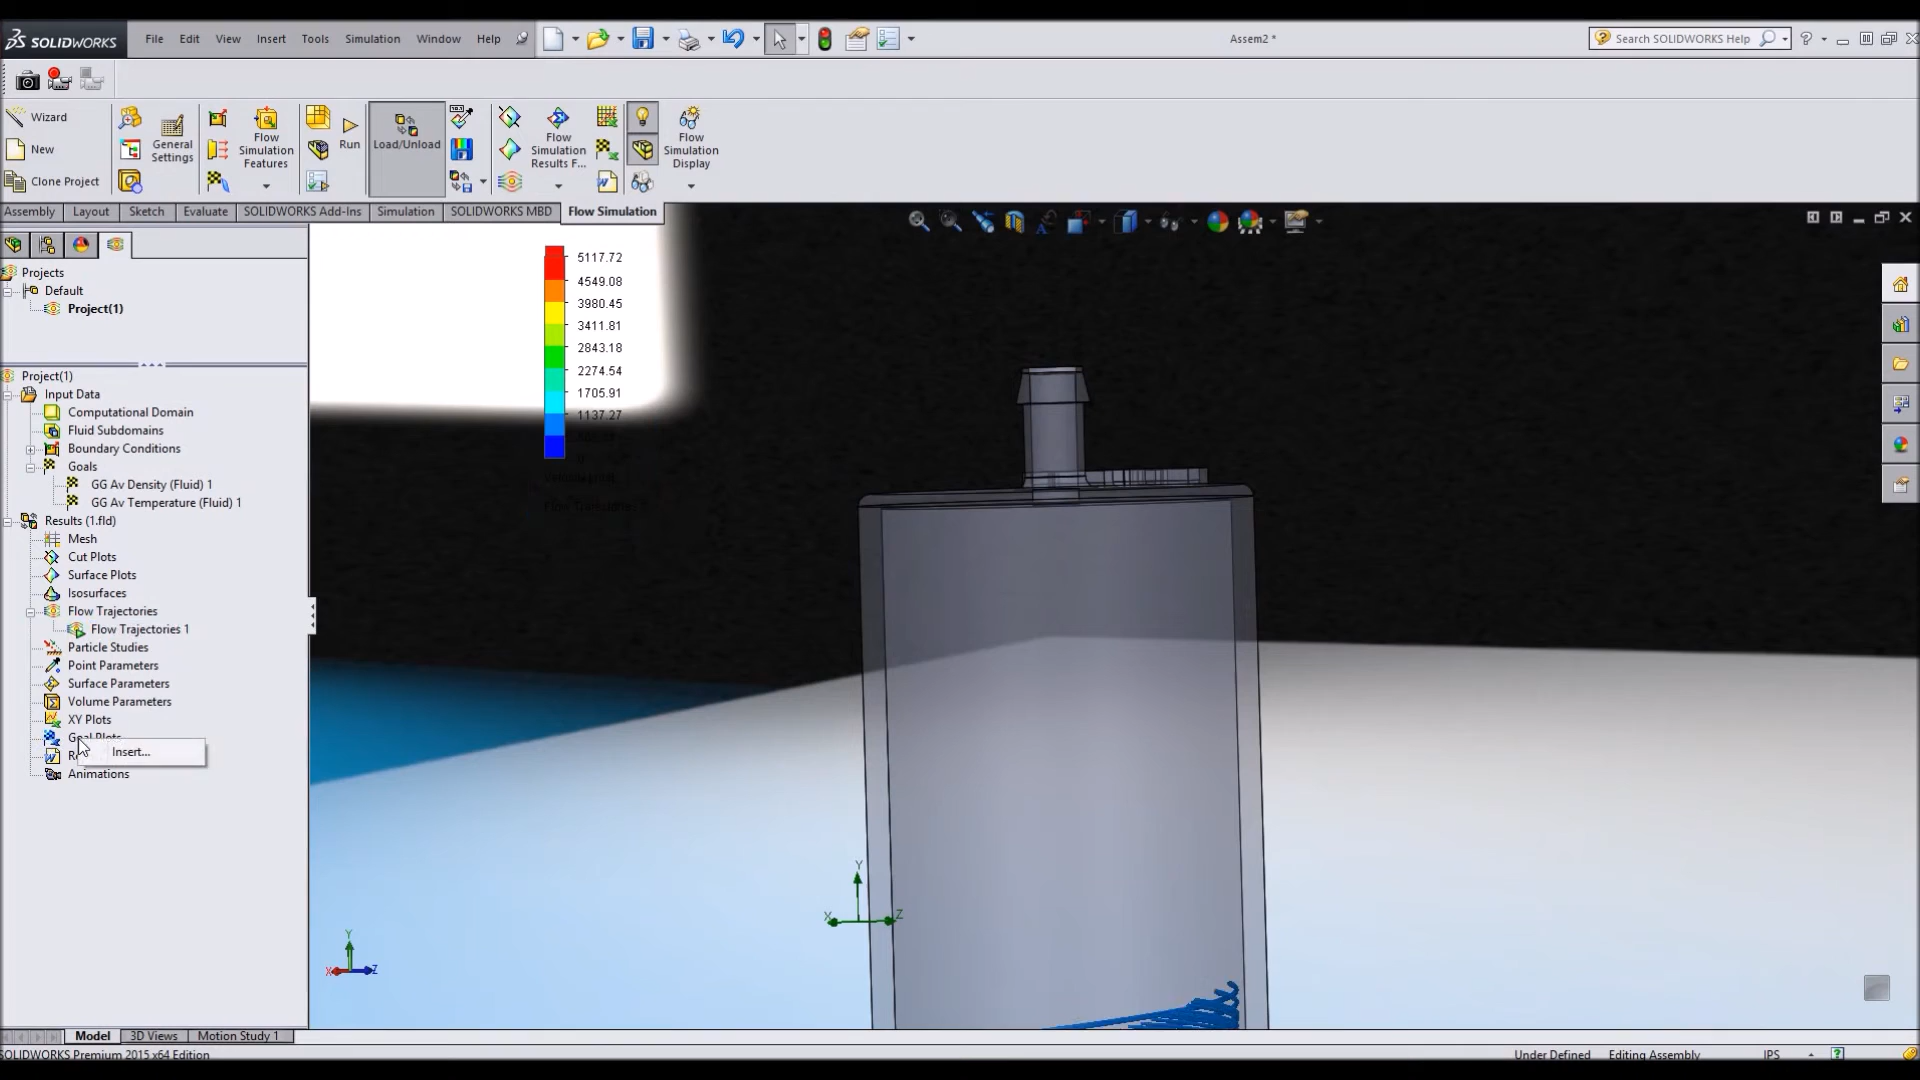 SOLIDWORKS File Edit View Insert Tools Simulation Window Help Assem2 * Search SOLIDWORKS Help
Wizard
New
Clone Project
General Settings
Flow Simulation Features
Run
Load/Unload
Flow Simulation Results F...
Flow Simulation Display
Assembly Layout Sketch Evaluate SOLIDWORKS Add-Ins Simulation SOLIDWORKS MBD Flow Simulation
Projects
Default
Project(1)
Project(1)
Input Data
Computational Domain
Fluid Subdomains
Boundary Conditions
Goals
GG Av Density (Fluid) 1
GG Av Temperature (Fluid) 1
Results (1.fld)
Mesh
Cut Plots
Surface Plots
Isosurfaces
Flow Trajectories
Flow Trajectories 1
Particle Studies
Point Parameters
Surface Parameters
Volume Parameters
XY Plots
Goal Plots
Insert...
Animations
5117.72
4549.08
3980.45
3411.81
2843.18
2274.54
1705.91
1137.27
0
Y
X Z
Y
X Z
Model 3D Views Motion Study 1
SOLIDWORKS Premium 2015 x64 Edition Under Defined Editing Assembly IPS